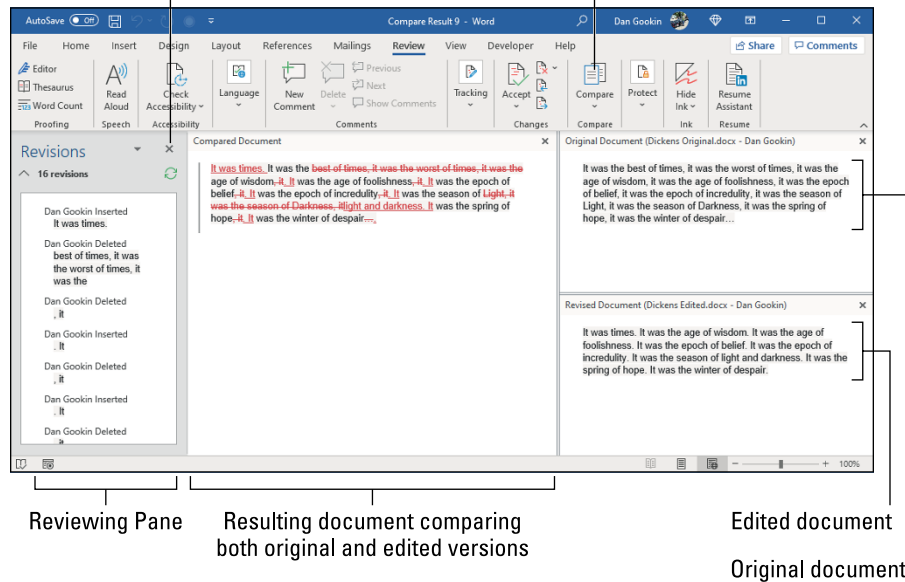 AutoSave Off Compare Result 9 - Word Dan Gookin
File Home Insert Design Layout References Mailings Review View Developer Help Share Comments
Editor
Thesaurus
Word Count
Proofing
Read
Aloud
Speech
Check
Accessibility
Accessibility
Language
New
Comment
Delete
Previous
Next
Show Comments
Comments
Tracking
Accept
Changes
Compare
Compare
Protect
Hide
Ink
Ink
Resume
Assistant
Resume
Revisions
16 revisions
Dan Gookin Inserted
It was times.
Dan Gookin Deleted
best of times, it was
the worst of times, it
was the
Dan Gookin Deleted
, it
Dan Gookin Inserted
. It
Dan Gookin Deleted
, it
Dan Gookin Inserted
. It
Dan Gookin Deleted
Compared Document
It was times. It was the best of times, it was the worst of times, it was the
age of wisdom, it. It was the age of foolishness, it. It was the epoch of
belief, it. It was the epoch of incredulity, it. It was the season of Light, it
was the season of Darkness, itlight and darkness. It was the spring of
hope, it. It was the winter of despair….
Original Document (Dickens Original.docx - Dan Gookin)
It was the best of times, it was the worst of times, it was the
age of wisdom, it was the age of foolishness, it was the epoch
of belief, it was the epoch of incredulity, it was the season of
Light, it was the season of Darkness, it was the spring of
hope, it was the winter of despair…
Revised Document (Dickens Edited.docx - Dan Gookin)
It was times. It was the age of wisdom. It was the age of
foolishness. It was the epoch of belief. It was the epoch of
incredulity. It was the season of light and darkness. It was the
spring of hope. It was the winter of despair.
100%
Reviewing Pane
Resulting document comparing
both original and edited versions
Edited document
Original document